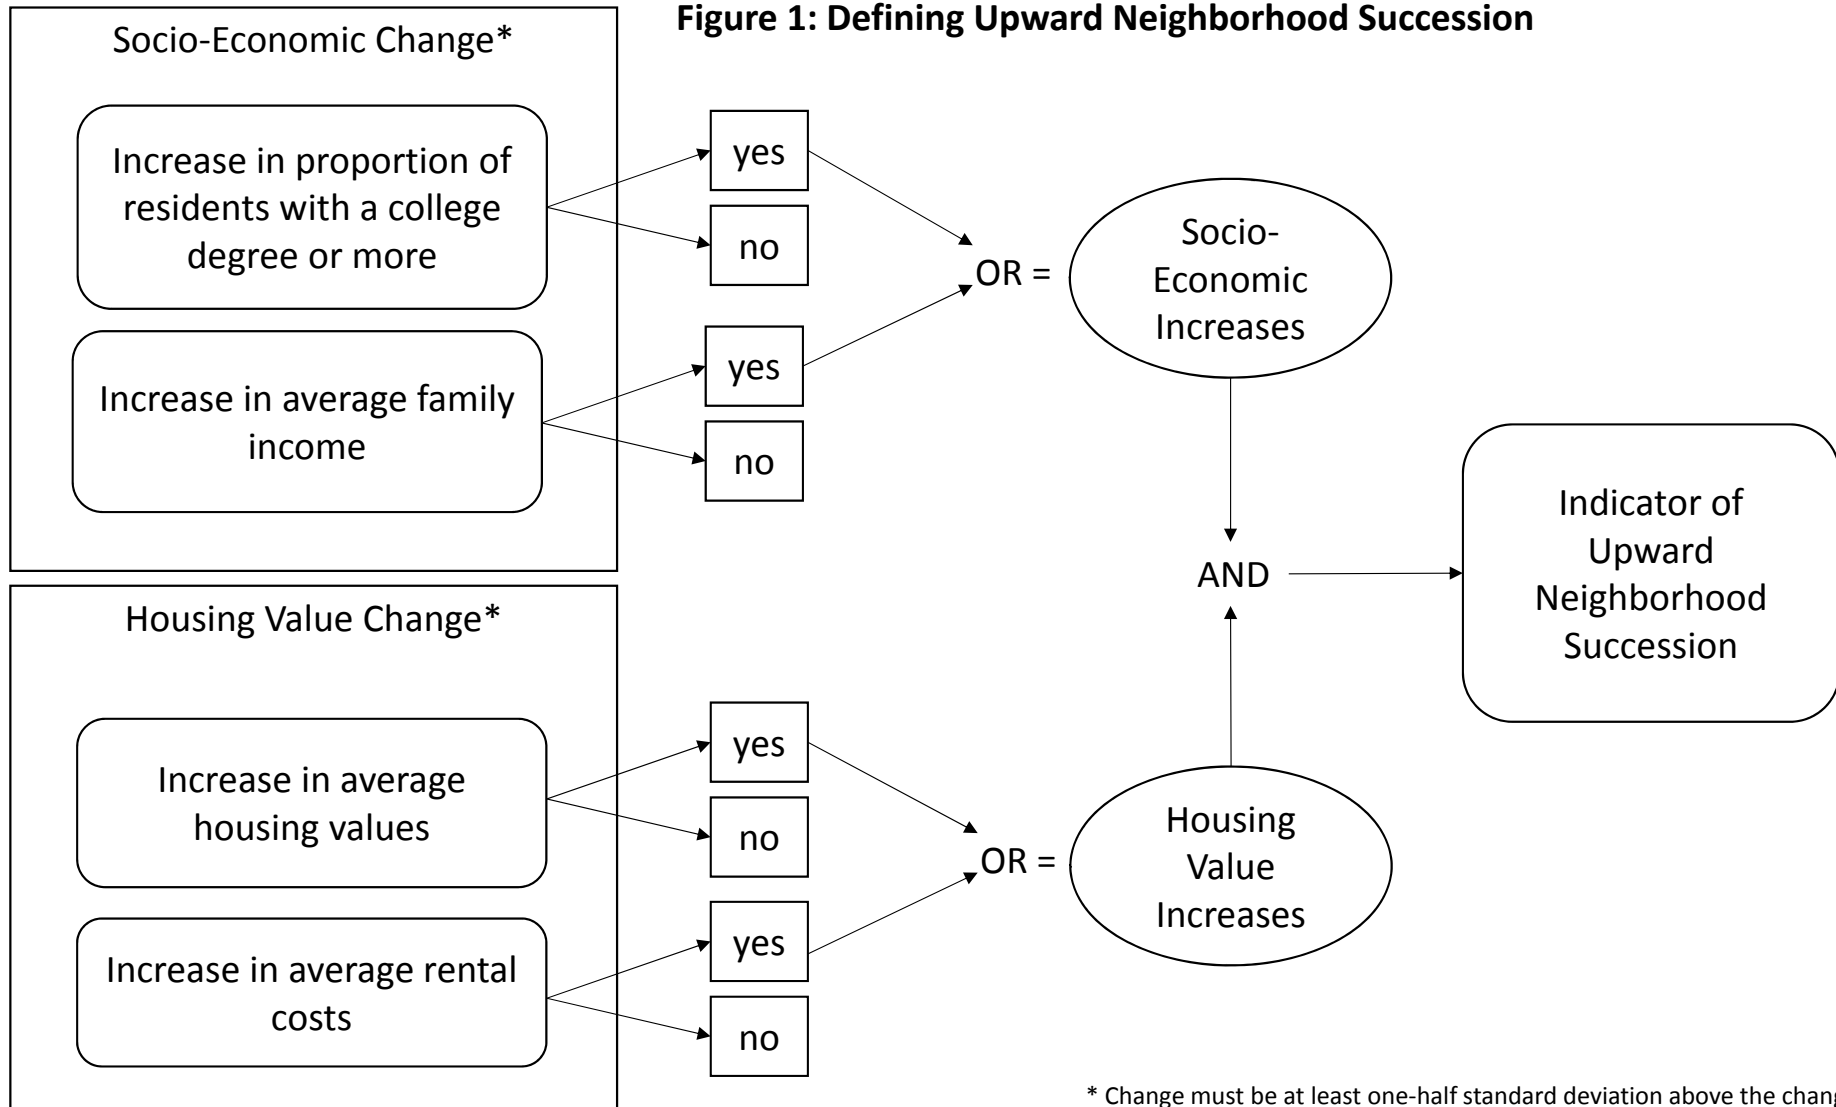 Figure 1: Defining Upward Neighborhood Succession
Socio-Economic Change*
Increase in proportion of
residents with a college
degree or more
yes
no
Increase in average family
income
yes
no
OR =
Socio-
Economic
Increases
AND
Indicator of
Upward
Neighborhood
Succession
Housing Value Change*
Increase in average
housing values
yes
no
Increase in average rental
costs
yes
no
OR =
Housing
Value
Increases
* Change must be at least one-half standard deviation above the chang